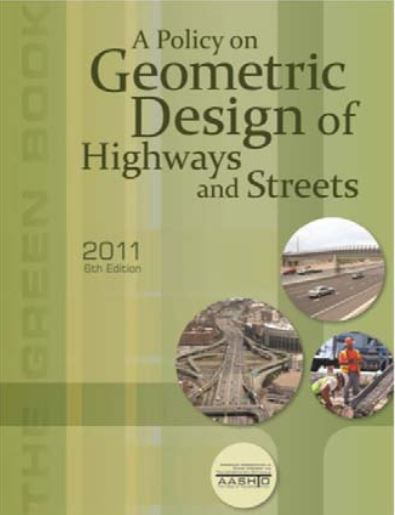 THE GREEN BOOK
A Policy on
Geometric
Design of
Highways
and Streets
2011
6th Edition
AASHTO